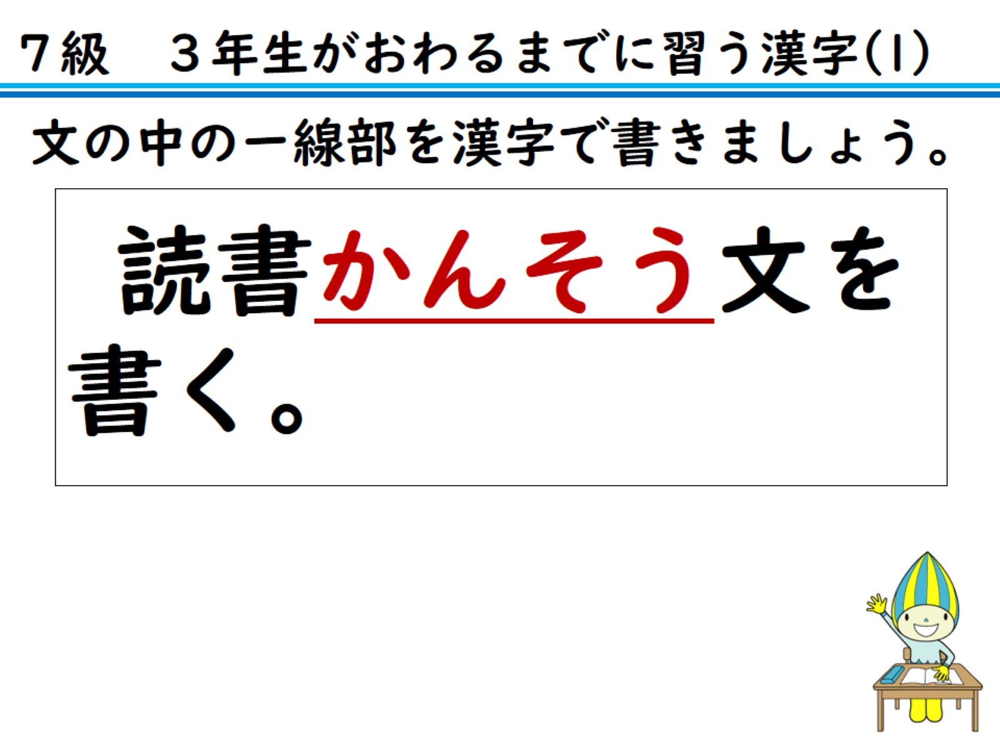 ７級　３年生がおわるまでに習う漢字(1)
文の中の一線部を漢字で書きましょう。
読書かんそう文を
書く。